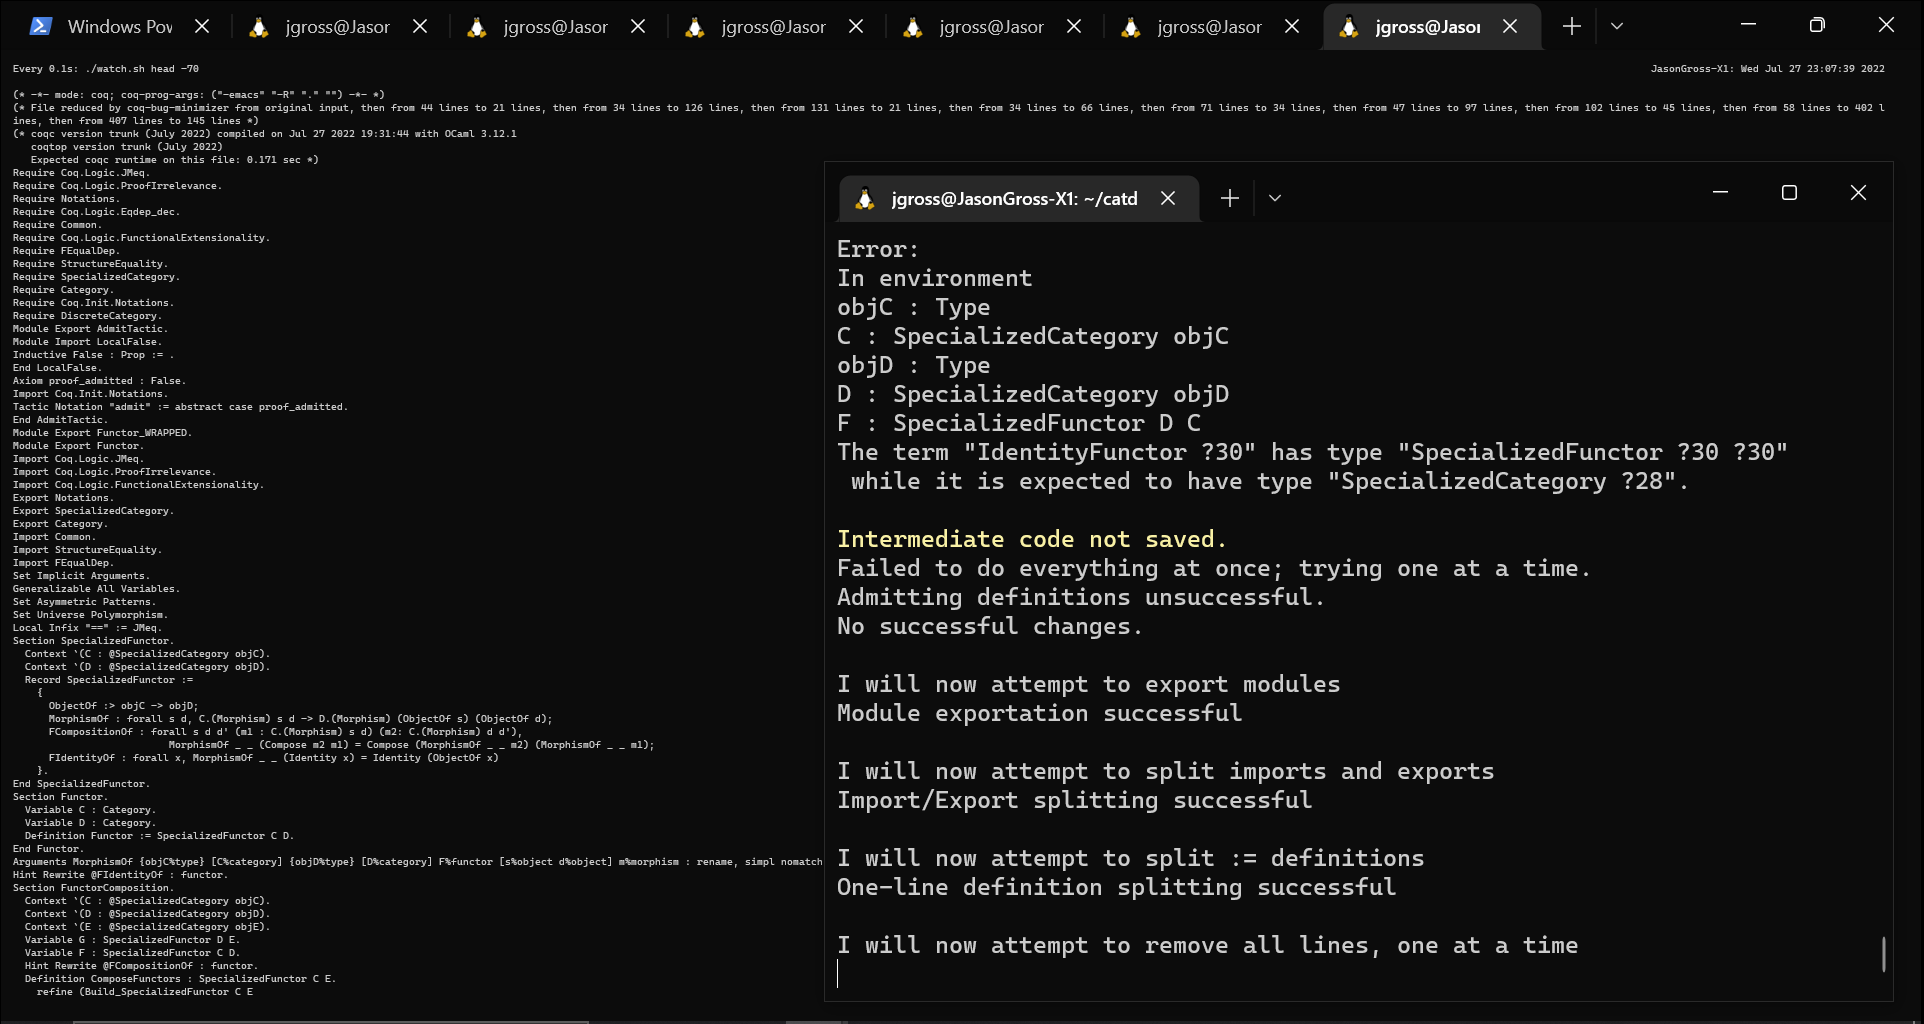 Windows Pov
jgross@Jasor
jgross@Jasor
jgross@Jasor
jgross@Jasor
jgross@Jasor
jgross@Jasor
Every 0.1s: ./watch.sh head -70
JasonGross-X1: Wed Jul 27 23:07:39 2022
(* -*- mode: coq; coq-prog-args: ("-emacs" "-R" "." "") -*- *)
(* File reduced by coq-bug-minimizer from original input, then from 44 lines to 21 lines, then from 34 lines to 126 lines, then from 131 lines to 21 lines, then from 34 lines to 66 lines, then from 71 lines to 34 lines, then from 47 lines to 97 lines, then from 102 lines to 45 lines, then from 58 lines to 402 l
ines, then from 407 lines to 145 lines *)
(* coqc version trunk (July 2022) compiled on Jul 27 2022 19:31:44 with OCaml 3.12.1
coqtop version trunk (July 2022)
Expected coqc runtime on this file: 0.171 sec *)
Require Coq.Logic.JMeq.
Require Coq.Logic.ProofIrrelevance.
Require Notations.
Require Coq.Logic.Eqdep_dec.
Require Common.
Require Coq.Logic.FunctionalExtensionality.
Require FEqualDep.
Require StructureEquality.
Require SpecializedCategory.
Require Category.
Require Coq.Init.Notations.
Require DiscreteCategory.
Module Export AdmitTactic.
Module Import LocalFalse.
Inductive False : Prop := .
End LocalFalse.
Axiom proof_admitted : False.
Import Coq.Init.Notations.
Tactic Notation "admit" := abstract case proof_admitted.
End AdmitTactic.
Module Export Functor_WRAPPED.
Module Export Functor.
Import Coq.Logic.JMeq.
Import Coq.Logic.ProofIrrelevance.
Import Coq.Logic.FunctionalExtensionality.
Export Notations.
Export SpecializedCategory.
Export Category.
Import Common.
Import StructureEquality.
Import FEqualDep.
Set Implicit Arguments.
Generalizable All Variables.
Set Asymmetric Patterns.
Set Universe Polymorphism.
Local Infix "==" := JMeq.
Section SpecializedFunctor.
Context `(C : @SpecializedCategory objC).
Context `(D : @SpecializedCategory objD).
Record SpecializedFunctor :=
{
ObjectOf :> objC -> objD;
MorphismOf : forall s d, C.(Morphism) s d -> D.(Morphism) (ObjectOf s) (ObjectOf d);
FCompositionOf : forall s d d' (m1 : C.(Morphism) s d) (m2: C.(Morphism) d d'),
MorphismOf _ _ (Compose m2 m1) = Compose (MorphismOf _ _ m2) (MorphismOf _ _ m1);
FIdentityOf : forall x, MorphismOf _ _ (Identity x) = Identity (ObjectOf x)
}.
End SpecializedFunctor.
Section Functor.
Variable C : Category.
Variable D : Category.
Definition Functor := SpecializedFunctor C D.
End Functor.
Arguments MorphismOf {objC%type} [C%category] {objD%type} [D%category] F%functor [s%object d%object] m%morphism : rename, simpl nomatch
Hint Rewrite @FIdentityOf : functor.
Section FunctorComposition.
Context `(C : @SpecializedCategory objC).
Context `(D : @SpecializedCategory objD).
Context `(E : @SpecializedCategory objE).
Variable G : SpecializedFunctor D E.
Variable F : SpecializedFunctor C D.
Hint Rewrite @FCompositionOf : functor.
Definition ComposeFunctors : SpecializedFunctor C E.
refine (Build_SpecializedFunctor C E
jgross@JasonGross-X1: ~/catd
Error:
In environment
objC : Type
C : SpecializedCategory objC
objD : Type
D : SpecializedCategory objD
F : SpecializedFunctor D C
The term "IdentityFunctor ?30" has type "SpecializedFunctor ?30 ?30"
while it is expected to have type "SpecializedCategory ?28".
Intermediate code not saved.
Failed to do everything at once; trying one at a time.
Admitting definitions unsuccessful.
No successful changes.
I will now attempt to export modules
Module exportation successful
I will now attempt to split imports and exports
Import/Export splitting successful
I will now attempt to split := definitions
One-line definition splitting successful
I will now attempt to remove all lines, one at a time